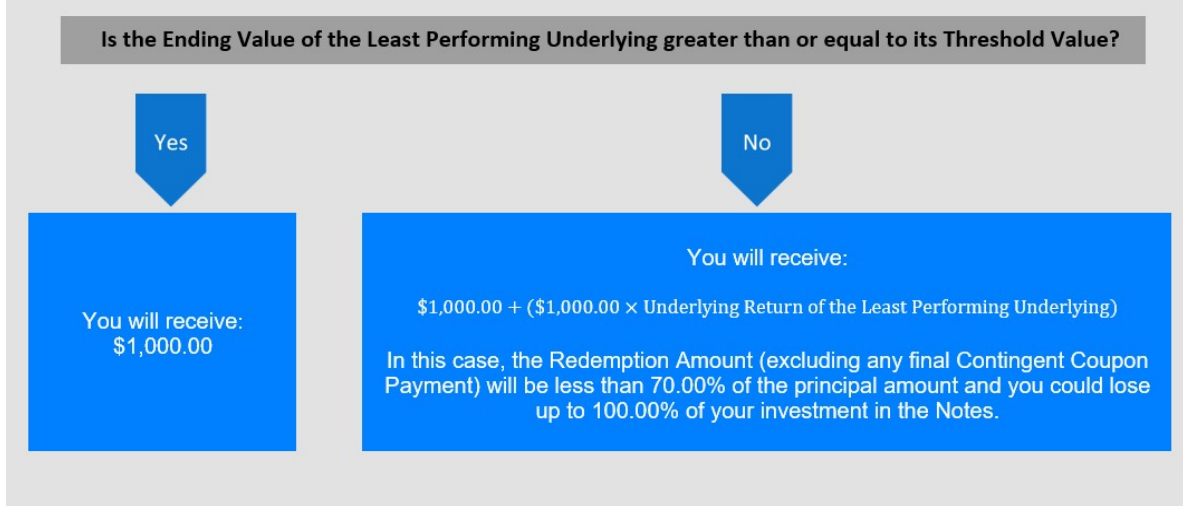 Is the Ending Value of the Least Performing Underlying greater than or equal to its Threshold Value?
Yes
No
You will receive:
$1,000.00
You will receive:
$1,000.00 + ($1,000.00 × Underlying Return of the Least Performing Underlying)
In this case, the Redemption Amount (excluding any final Contingent Coupon
Payment) will be less than 70.00% of the principal amount and you could lose
up to 100.00% of your investment in the Notes.